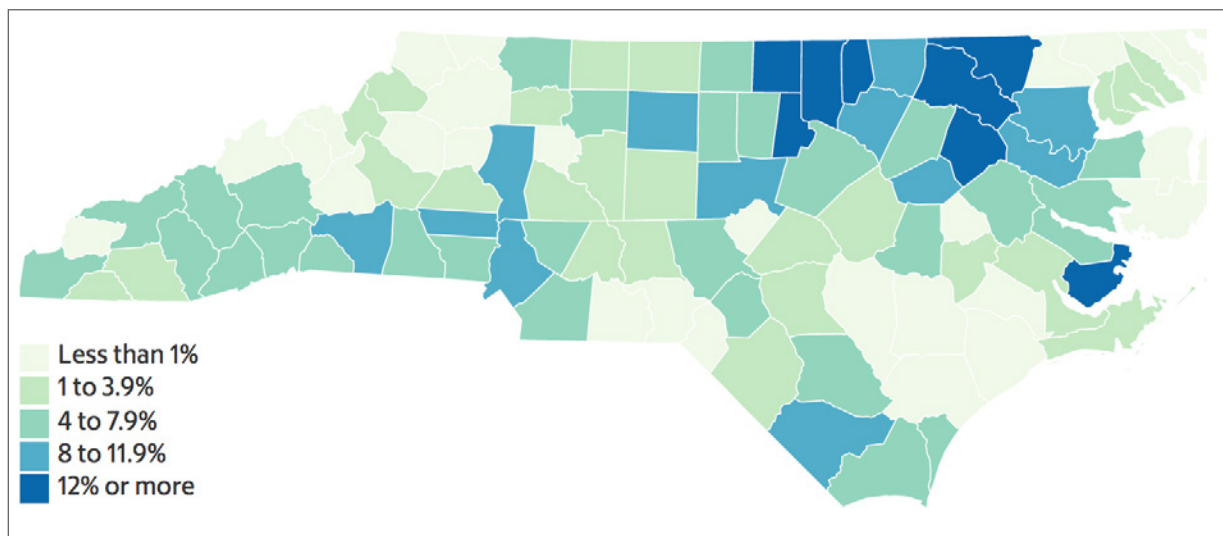 Less than 1%
1 to 3.9%
4 to 7.9%
8 to 11.9%
12% or more